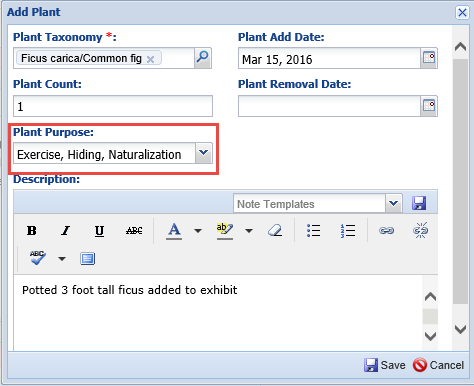 Add Plant
Plant Taxonomy *: Plant Add Date:
Ficus carica/Common fig Mar 15, 2016
Plant Count: Plant Removal Date:
1
Plant Purpose:
Exercise, Hiding, Naturalization
Description:
Note Templates
B I U ABC A ab
ABC
Potted 3 foot tall ficus added to exhibit
Save Cancel